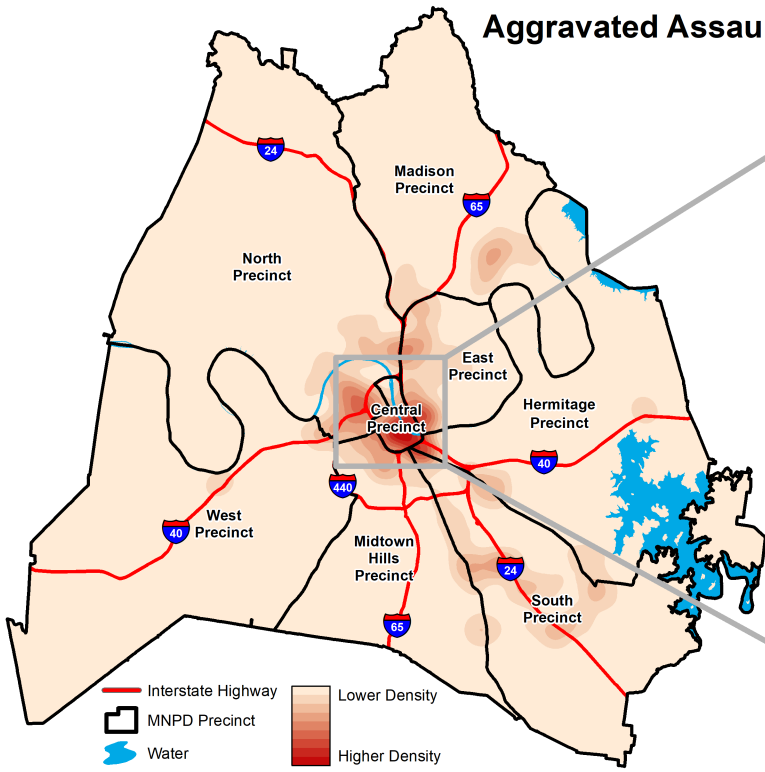 Aggravated Assau
24
Madison
Precinct
65
North
Precinct
East
Precinct
Central
Precinct
Hermitage
Precinct
40
440
West
Precinct
40
Midtown
Hills
Precinct
24
South
Precinct
65
Interstate Highway
MNPD Precinct
Water
Lower Density
Higher Density